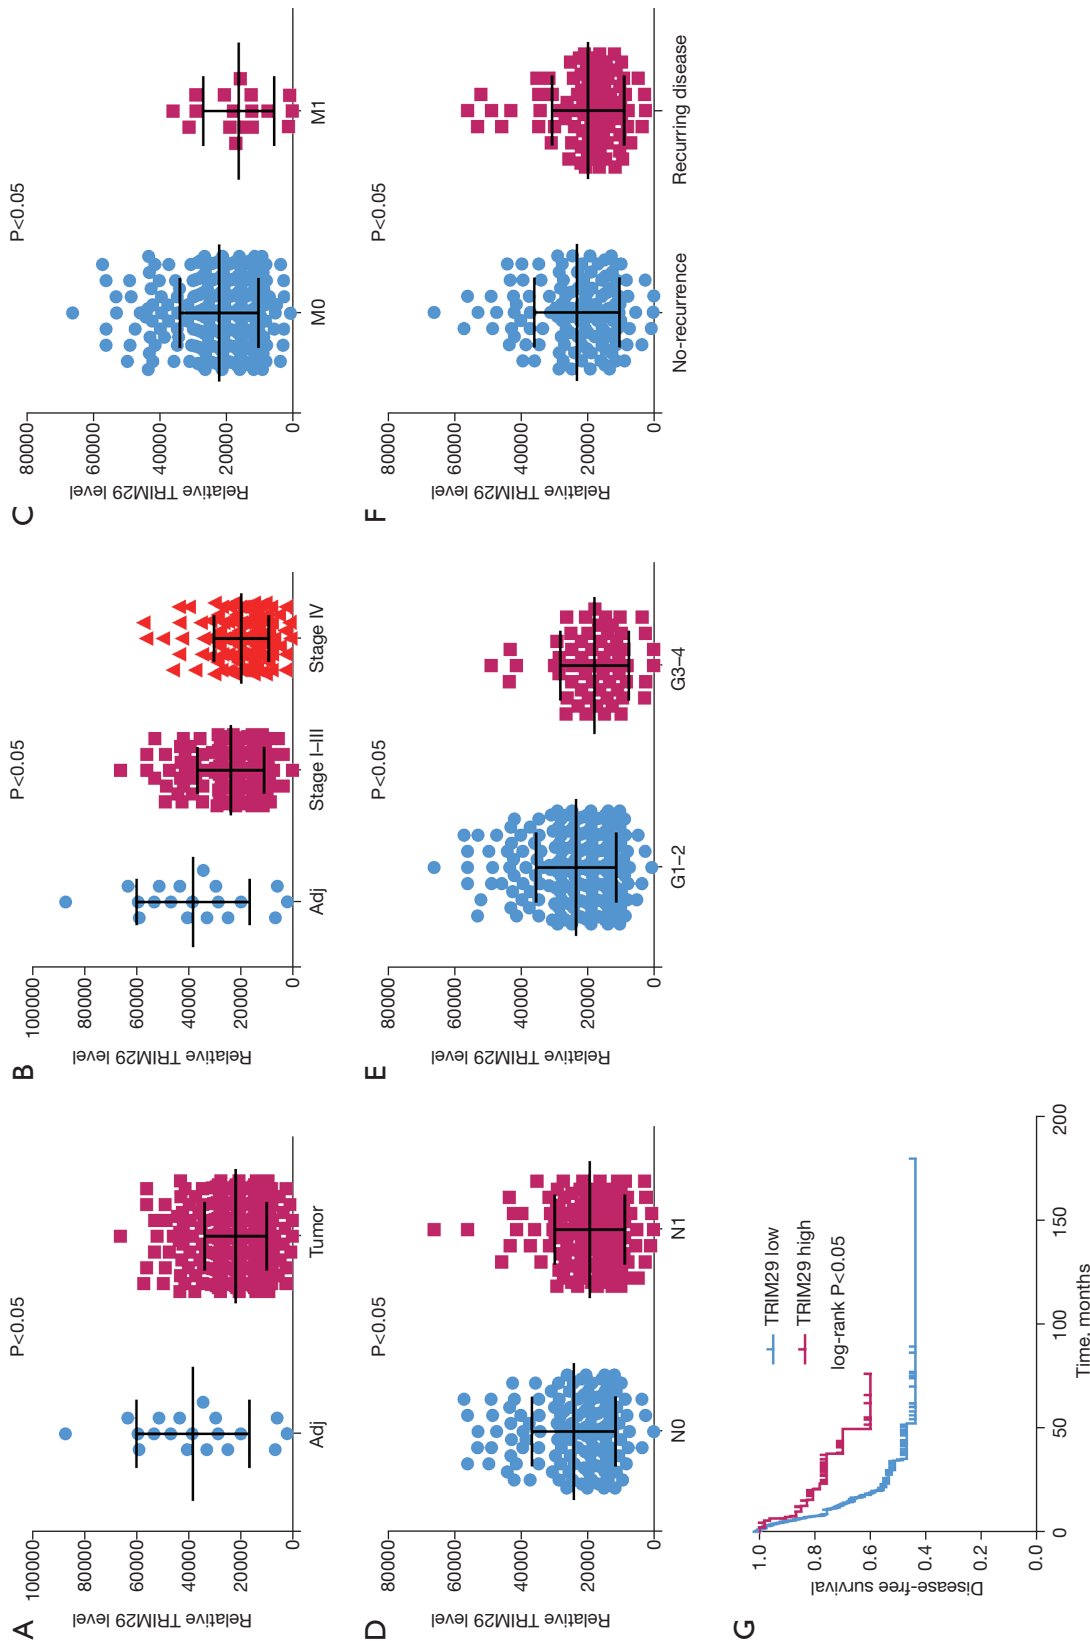 A
P<0.05
Relative TRIM29 level
100000
80000
60000
40000
20000
0
Adj
Tumor
B
P<0.05
Relative TRIM29 level
100000
80000
60000
40000
20000
0
Adj
Stage I–III
Stage IV
C
P<0.05
Relative TRIM29 level
80000
60000
40000
20000
0
M0
M1
D
P<0.05
Relative TRIM29 level
80000
60000
40000
20000
0
N0
N1
E
P<0.05
Relative TRIM29 level
80000
60000
40000
20000
0
G1–2
G3–4
F
P<0.05
Relative TRIM29 level
80000
60000
40000
20000
0
No-recurrence
Recurring disease
G
Disease-free survival
1.0
0.8
0.6
0.4
0.2
0.0
TRIM29 low
TRIM29 high
log-rank P<0.05
0
50
100
150
200
Time, months